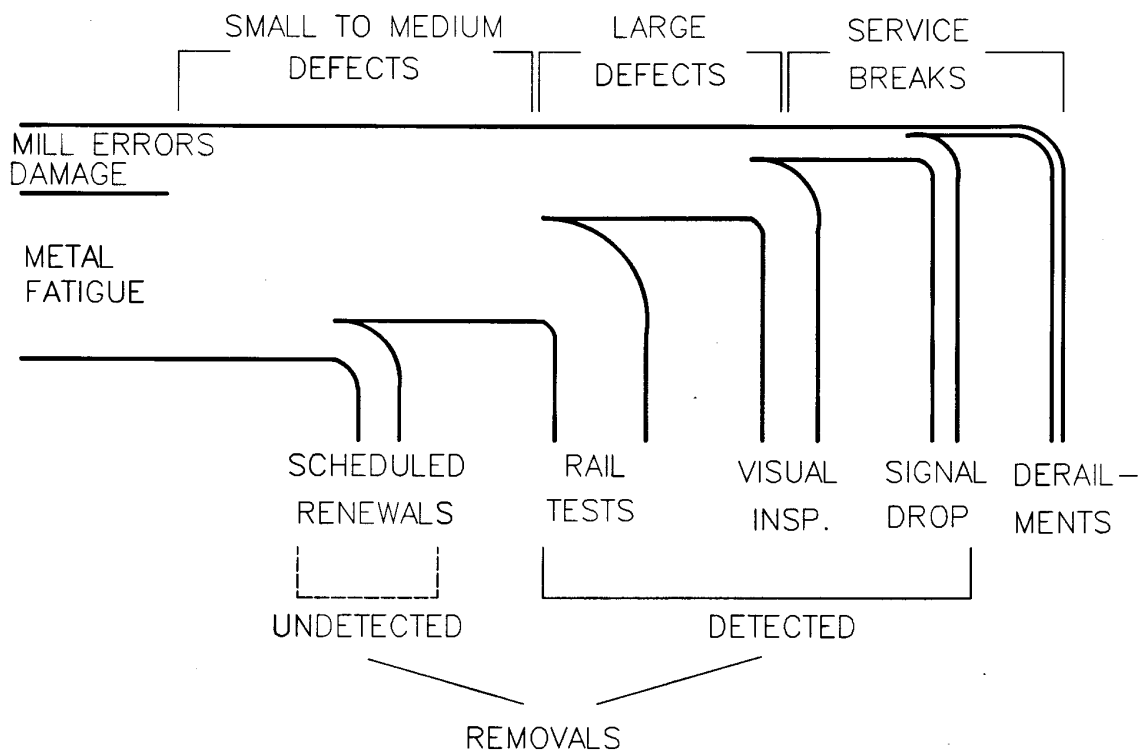 SMALL TO MEDIUM
DEFECTS
LARGE
DEFECTS
SERVICE
BREAKS
MILL ERRORS
DAMAGE
METAL
FATIGUE
SCHEDULED
RENEWALS
RAIL
TESTS
VISUAL
INSP.
SIGNAL
DROP
DERAIL-
MENTS
UNDETECTED
DETECTED
REMOVALS